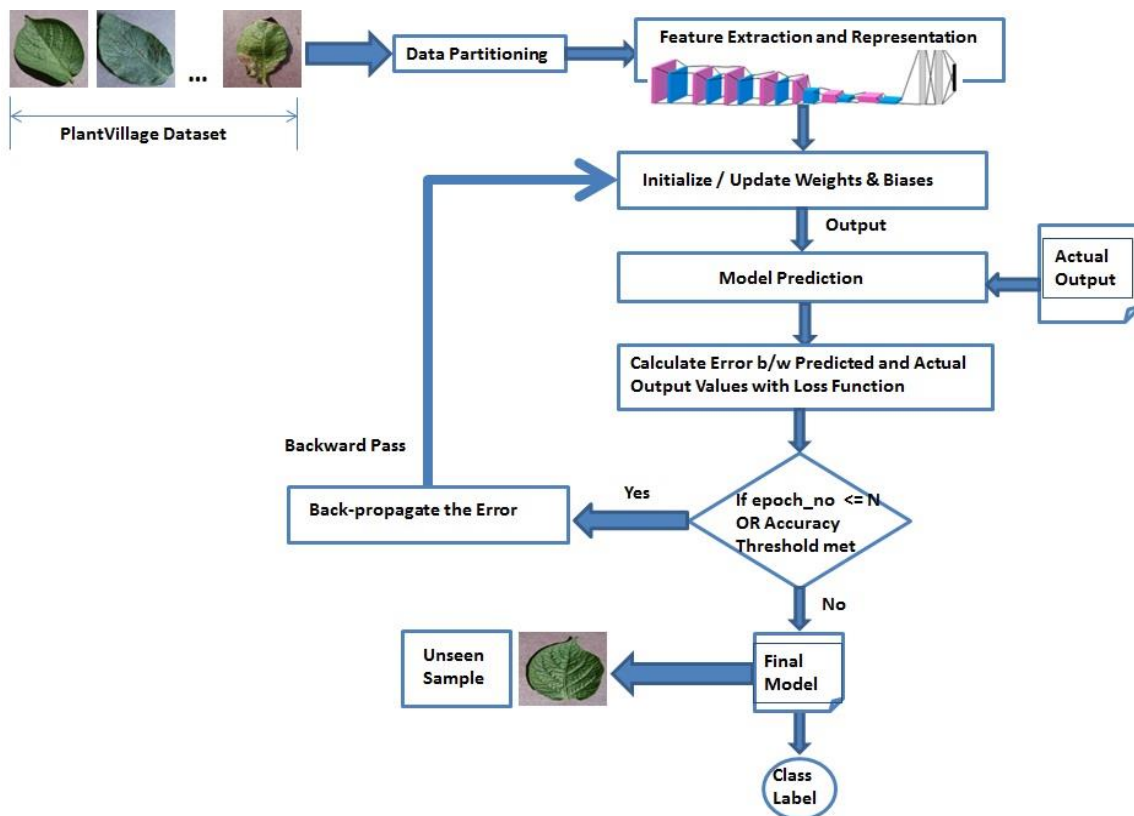 ...
PlantVillage Dataset
Data Partitioning
Feature Extraction and Representation
Initialize / Update Weights & Biases
Output
Model Prediction
Actual
Output
Calculate Error b/w Predicted and Actual
Output Values with Loss Function
Backward Pass
Back-propagate the Error
Yes
If epoch_no <= N
OR Accuracy
Threshold met
No
Unseen
Sample
Final
Model
Class
Label